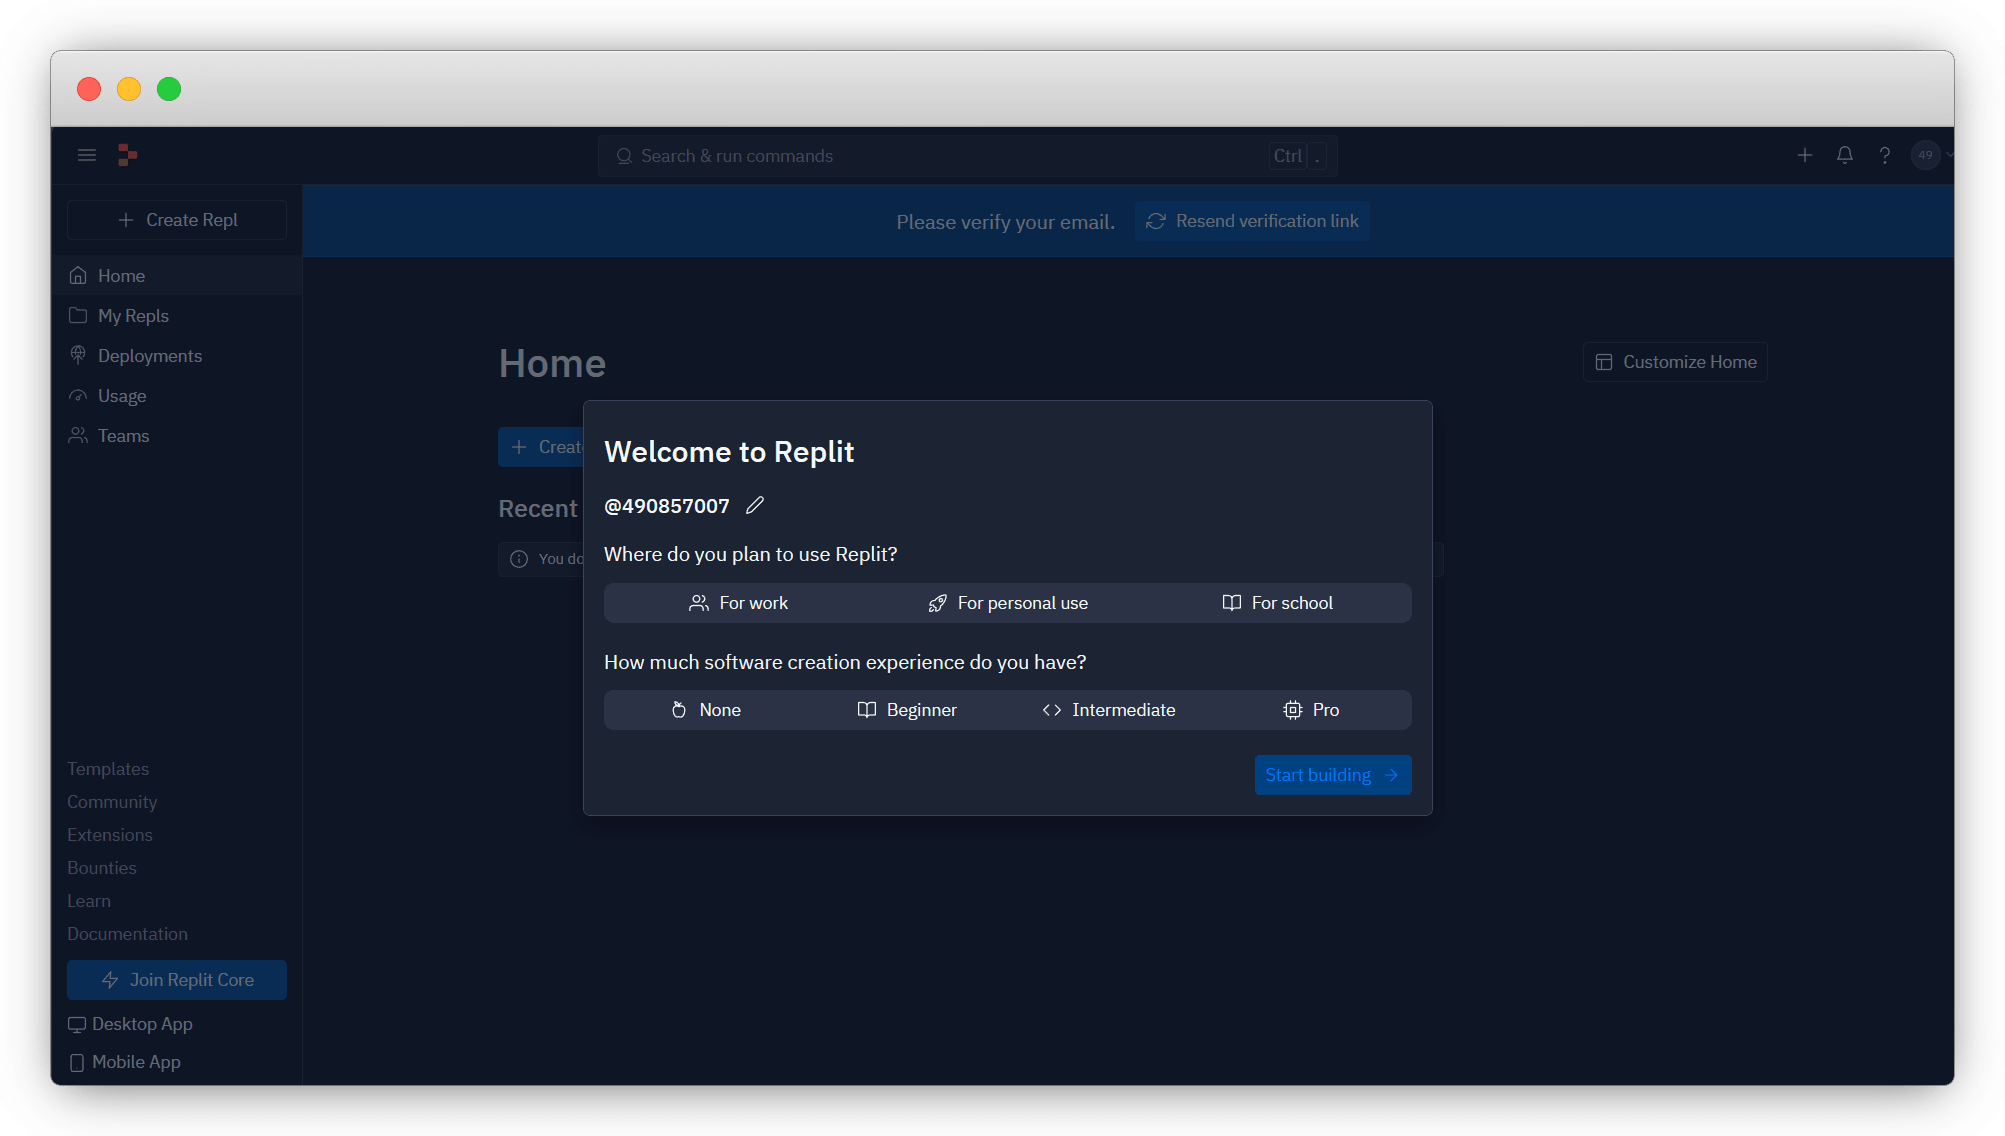 Search & run commands Ctrl .
49
Create Repl
Please verify your email. Resend verification link
Home
My Repls
Deployments
Usage
Teams
Home
Customize Home
Recent
You do
Welcome to Replit
@490857007
Where do you plan to use Replit?
For work For personal use For school
How much software creation experience do you have?
None Beginner Intermediate Pro
Start building
Templates
Community
Extensions
Bounties
Learn
Documentation
Join Replit Core
Desktop App
Mobile App